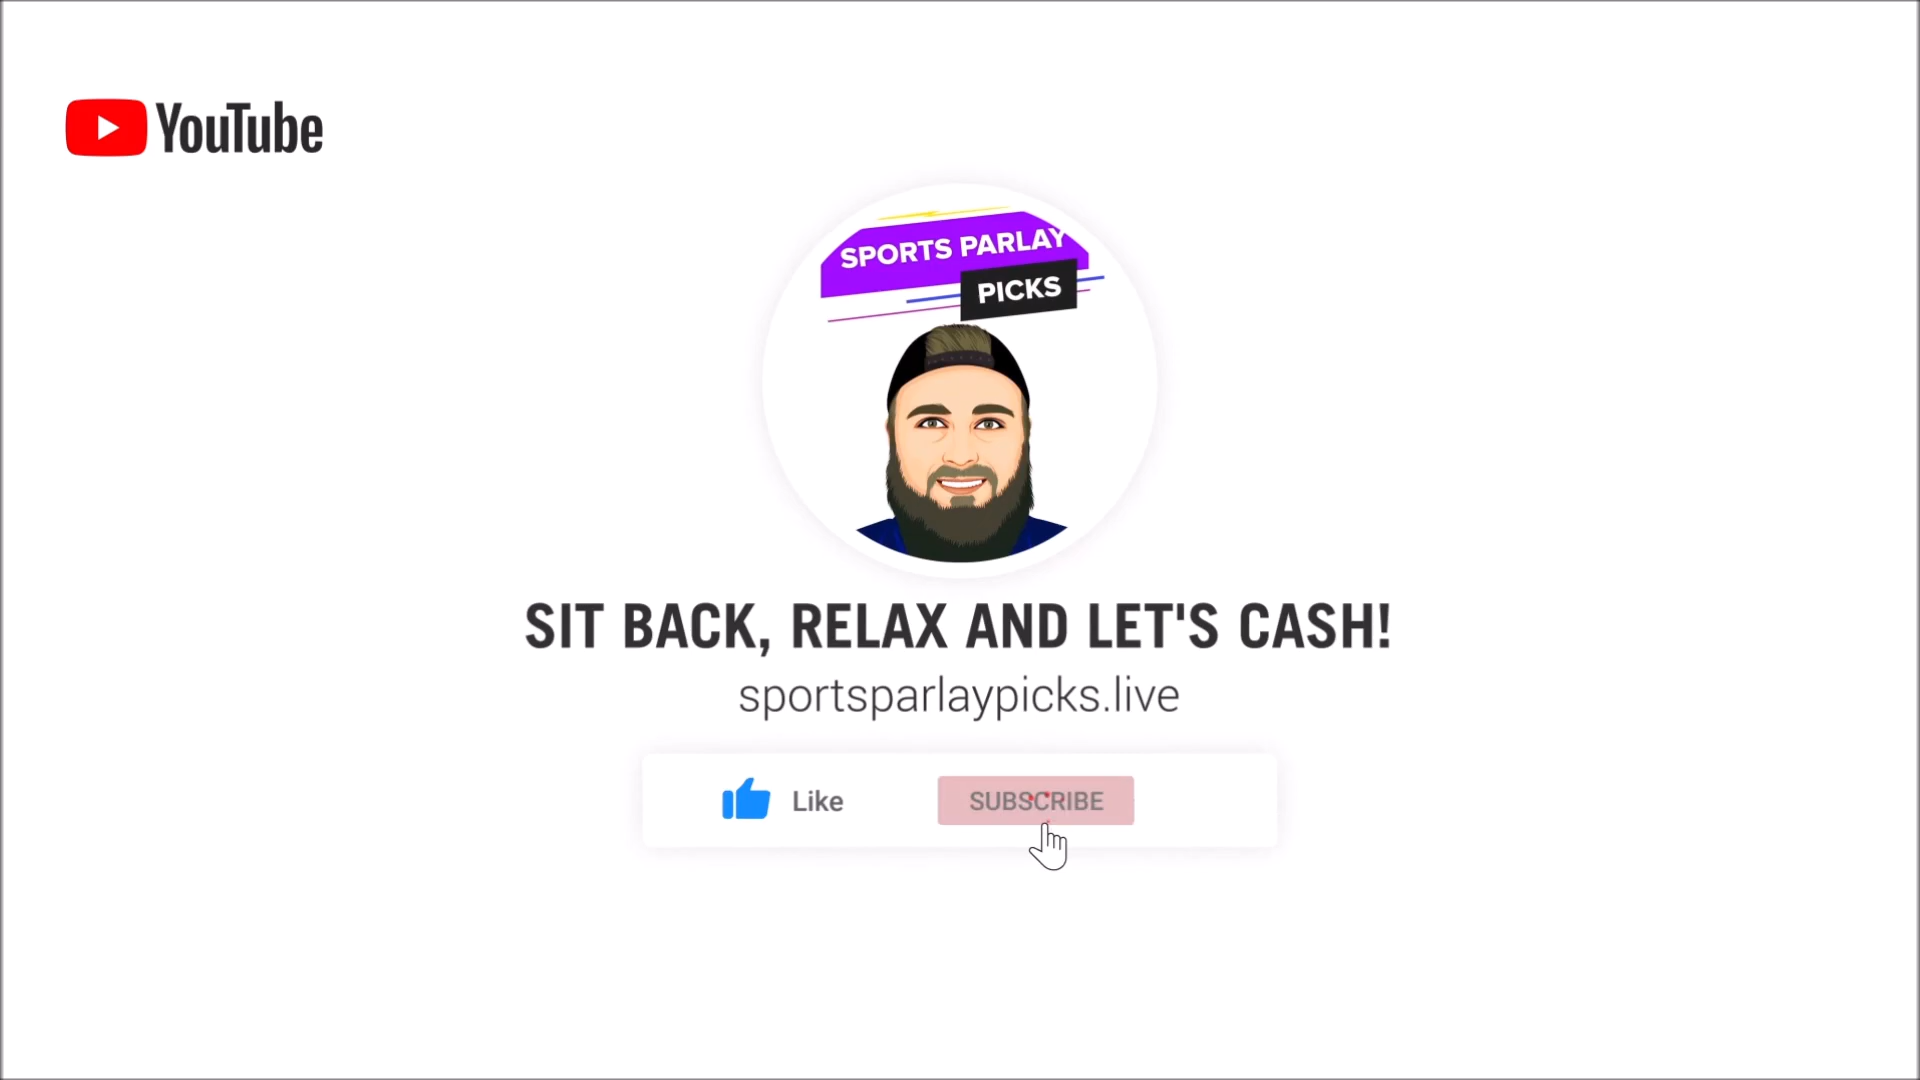 YouTube
SPORTS PARLAY
PICKS
SIT BACK, RELAX AND LET'S CASH!
sportsparlaypicks.live
Like
SUBSCRIBE